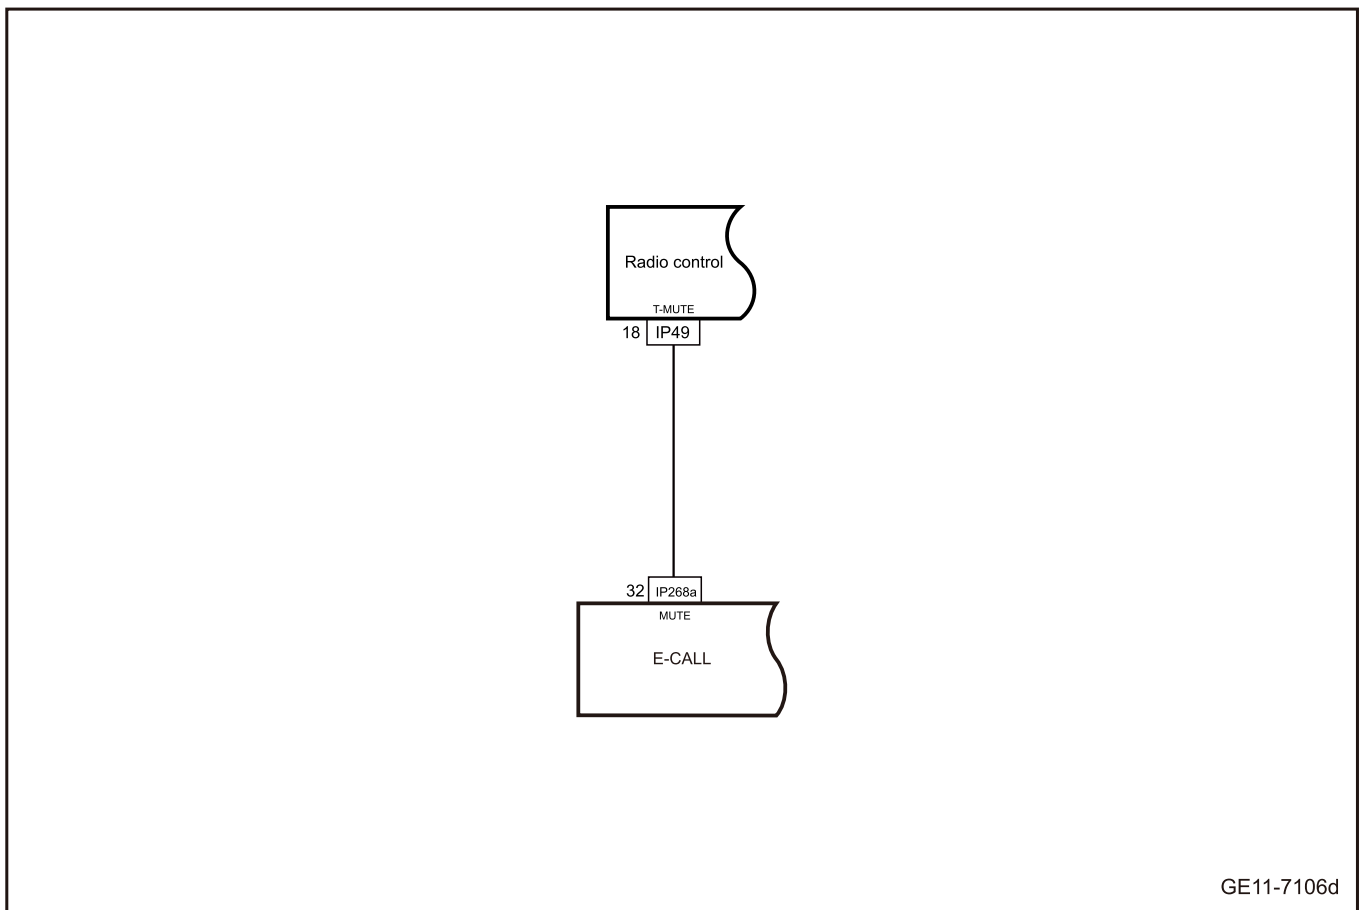 Radio control
T-MUTE
18 IP49
32 IP268a
MUTE
E-CALL
GE11-7106d